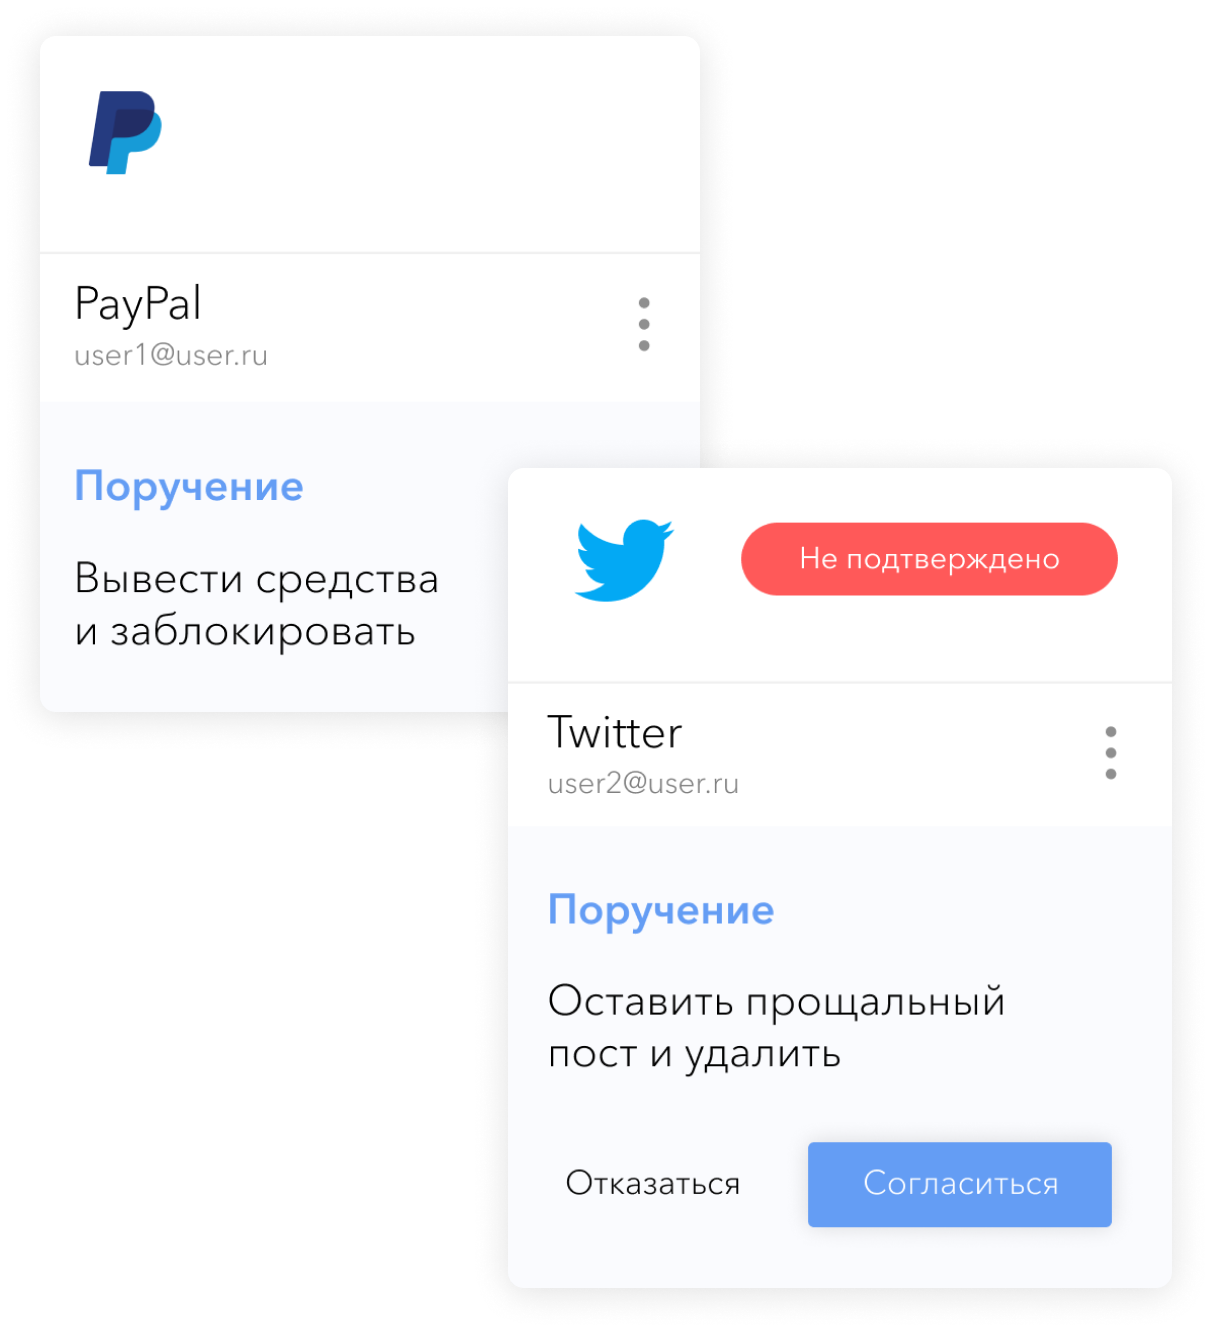 PayPal
user1@user.ru
Поручение
Вывести средства
и заблокировать
Не подтверждено
Twitter
user2@user.ru
Поручение
Оставить прощальный
пост и удалить
Отказаться
Согласиться